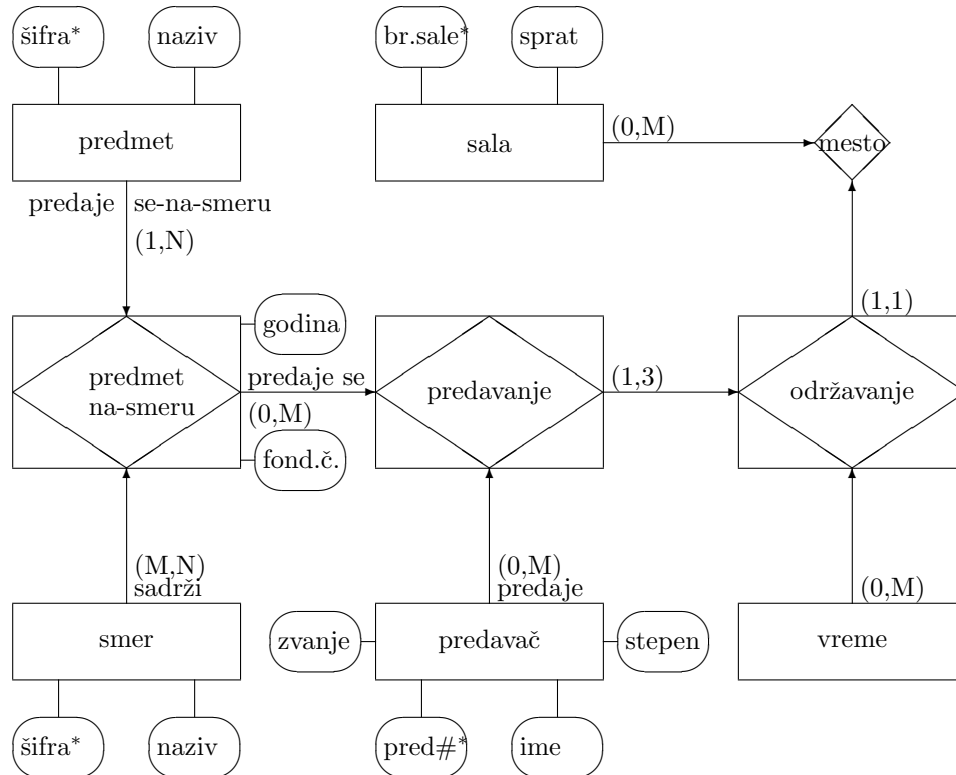 šifra*
naziv
br.sale*
sprat
predmet
sala
(0,M)
mesto
predaje
se-na-smeru
(1,N)
(1,1)
godina
predmet
na-smeru
predaje se
(0,M)
predavanje
(1,3)
održavanje
fond.č.
(M,N)
sadrži
(0,M)
predaje
(0,M)
smer
zvanje
predavač
stepen
vreme
šifra*
naziv
pred#*
ime